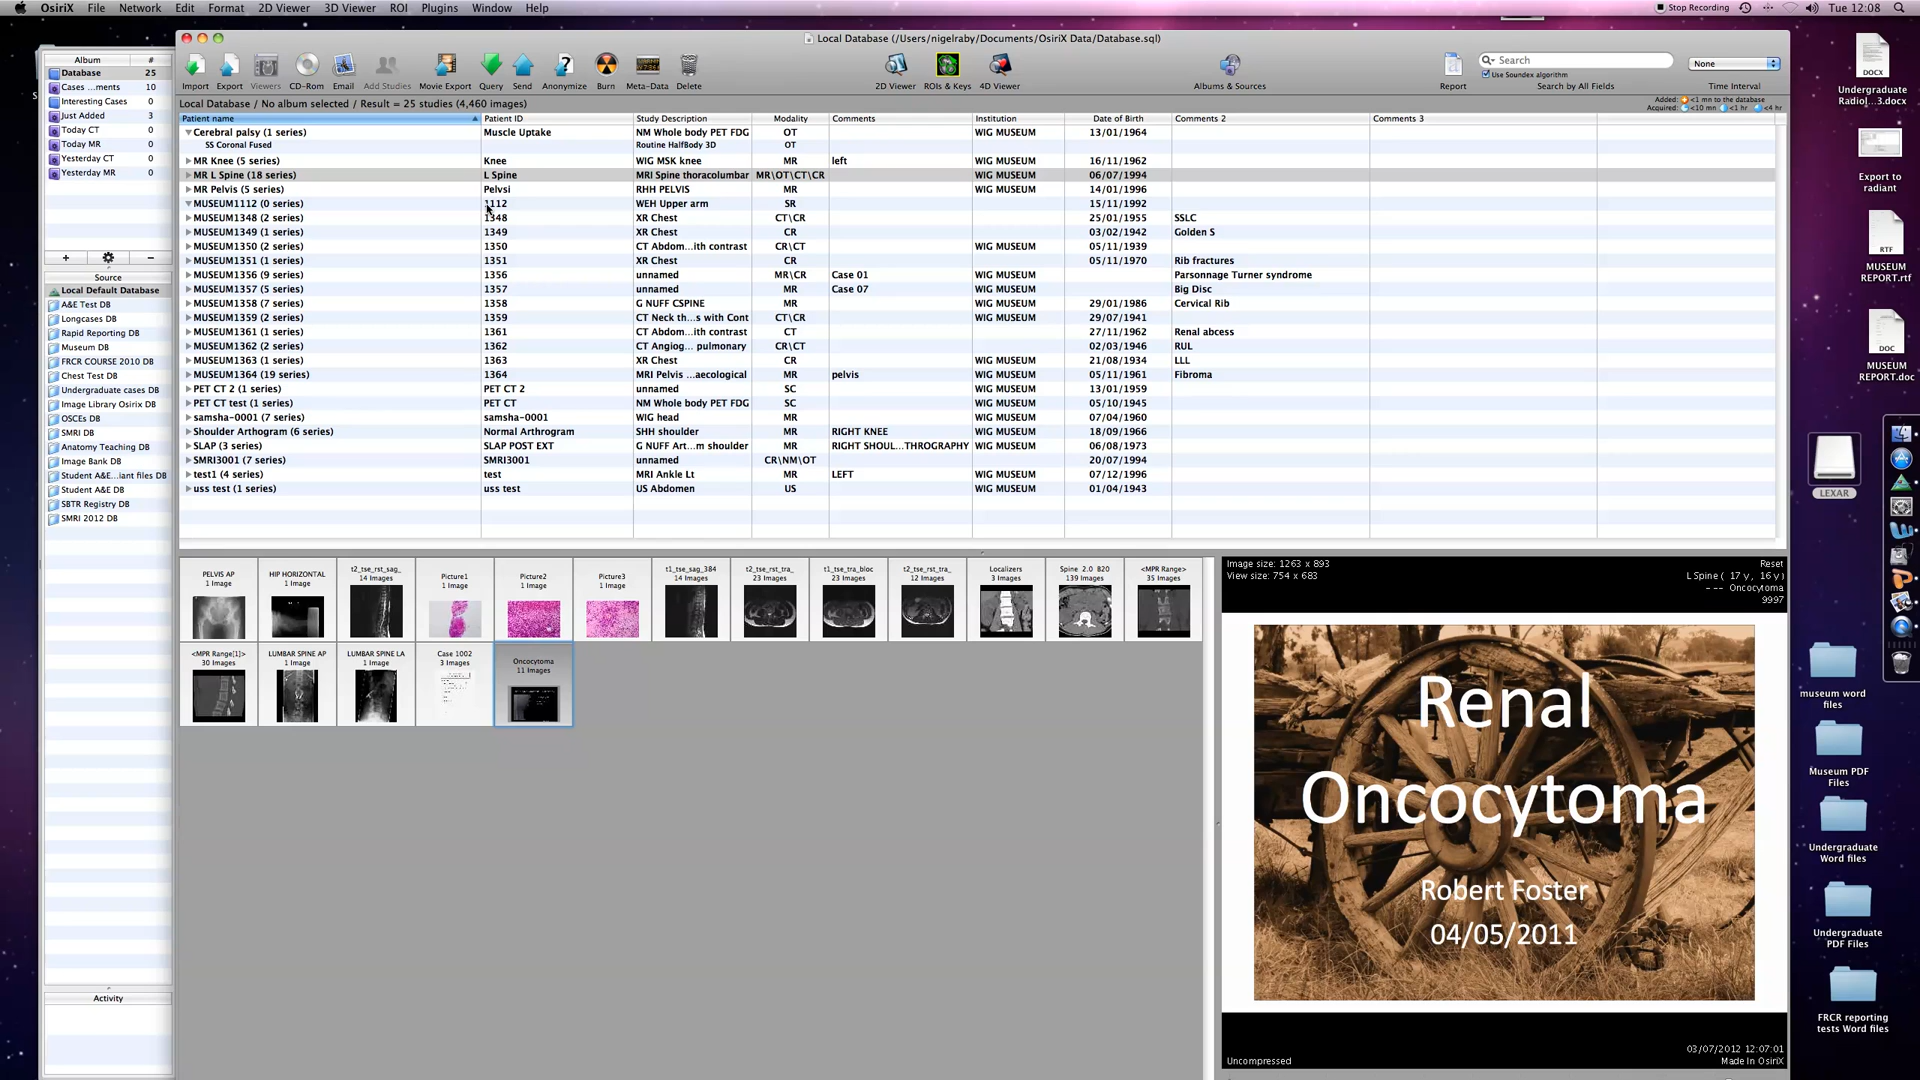 OsiriX File Network Edit Format 2D Viewer 3D Viewer ROI Plugins Window Help
Stop Recording Tue 12:08
Local Database (/Users/nigelraby/Documents/OsiriX Data/Database.sql)
Import Export Viewers CD-Rom Email Add Studies Movie Export Query Send Anonymize Burn Meta-Data Delete
2D Viewer ROIs & Keys 4D Viewer Albums & Sources Report
Search
Use Soundex algorithm
Search by All Fields
None
Time Interval
Local Database / No album selected / Result = 25 studies (4,460 images)
Added: <1 mn to the database
Acquired: <10 mn <1 hr <4 hr
Album #
Database 25
Cases ...ments 10
Interesting Cases 0
Just Added 3
Today CT 0
Today MR 0
Yesterday CT 0
Yesterday MR 0
+ −
Source
Local Default Database
A&E Test DB
Longcases DB
Rapid Reporting DB
Museum DB
FRCR COURSE 2010 DB
Chest Test DB
Undergraduate cases DB
Image Library Osirix DB
OSCEs DB
SMRI DB
Anatomy Teaching DB
Image Bank DB
Student A&E...iant files DB
Student A&E DB
SBTR Registry DB
SMRI 2012 DB
Activity
Patient name Patient ID Study Description Modality Comments Institution Date of Birth Comments 2 Comments 3
Cerebral palsy (1 series) Muscle Uptake NM Whole body PET FDG OT WIG MUSEUM 13/01/1964
SS Coronal Fused Routine HalfBody 3D OT
MR Knee (5 series) Knee WIG MSK knee MR left WIG MUSEUM 16/11/1962
MR L Spine (18 series) L Spine MRI Spine thoracolumbar MR\OT\CT\CR WIG MUSEUM 06/07/1994
MR Pelvis (5 series) Pelvsi RHH PELVIS MR WIG MUSEUM 14/01/1996
MUSEUM1112 (0 series) 1112 WEH Upper arm SR 15/11/1992
MUSEUM1348 (2 series) 1348 XR Chest CT\CR 25/01/1955 SSLC
MUSEUM1349 (1 series) 1349 XR Chest CR 03/02/1942 Golden S
MUSEUM1350 (2 series) 1350 CT Abdom...ith contrast CR\CT WIG MUSEUM 05/11/1939
MUSEUM1351 (1 series) 1351 XR Chest CR 05/11/1970 Rib fractures
MUSEUM1356 (9 series) 1356 unnamed MR\CR Case 01 WIG MUSEUM Parsonnage Turner syndrome
MUSEUM1357 (5 series) 1357 unnamed MR Case 07 WIG MUSEUM Big Disc
MUSEUM1358 (7 series) 1358 G NUFF CSPINE MR WIG MUSEUM 29/01/1986 Cervical Rib
MUSEUM1359 (2 series) 1359 CT Neck th...s with Cont CT\CR WIG MUSEUM 29/07/1941
MUSEUM1361 (1 series) 1361 CT Abdom...ith contrast CT 27/11/1962 Renal abcess
MUSEUM1362 (2 series) 1362 CT Angiog... pulmonary CR\CT 02/03/1946 RUL
MUSEUM1363 (1 series) 1363 XR Chest CR WIG MUSEUM 21/08/1934 LLL
MUSEUM1364 (19 series) 1364 MRI Pelvis ...aecological MR pelvis WIG MUSEUM 05/11/1961 Fibroma
PET CT 2 (1 series) PET CT 2 unnamed SC WIG MUSEUM 13/01/1959
PET CT test (1 series) PET CT NM Whole body PET FDG SC WIG MUSEUM 05/10/1945
samsha-0001 (7 series) samsha-0001 WIG head MR WIG MUSEUM 07/04/1960
Shoulder Arthogram (6 series) Normal Arthrogram SHH shoulder MR RIGHT KNEE WIG MUSEUM 18/09/1966
SLAP (3 series) SLAP POST EXT G NUFF Art...m shoulder MR RIGHT SHOUL...THROGRAPHY WIG MUSEUM 06/08/1973
SMRI3001 (7 series) SMRI3001 unnamed CR\NM\OT 20/07/1994
test1 (4 series) test MRI Ankle Lt MR LEFT WIG MUSEUM 07/12/1996
uss test (1 series) uss test US Abdomen US WIG MUSEUM 01/04/1943
PELVIS AP HIP HORIZONTAL t2_tse_rst_sag_ Picture1 Picture2 Picture3 t1_tse_sag_384 t2_tse_rst_tra_ t1_tse_tra_bloc t2_tse_rst_tra_ Localizers Spine 2.0 B20 <MPR Range>
1 Image 1 Image 14 Images 1 Image 1 Image 1 Image 14 Images 23 Images 23 Images 12 Images 3 Images 139 Images 35 Images
<MPR Range[1]> LUMBAR SPINE AP LUMBAR SPINE LA Case 1002 Oncocytoma
30 Images 1 Image 1 Image 3 Images 11 Images
Image size: 1263 x 893
View size: 754 x 683
Reset
L Spine ( 17 y, 16 y)
--- Oncocytoma
9997
Renal
Oncocytoma
Robert Foster
04/05/2011
Uncompressed
03/07/2012 12:07:01
Made In OsiriX
Undergraduate
Radiol...3.docx
Export to
radiant
MUSEUM
REPORT.rtf
MUSEUM
REPORT.doc
LEXAR
museum word
files
Museum PDF
Files
Undergraduate
Word files
Undergraduate
PDF Files
FRCR reporting
tests Word files
DOCX
RTF
DOC